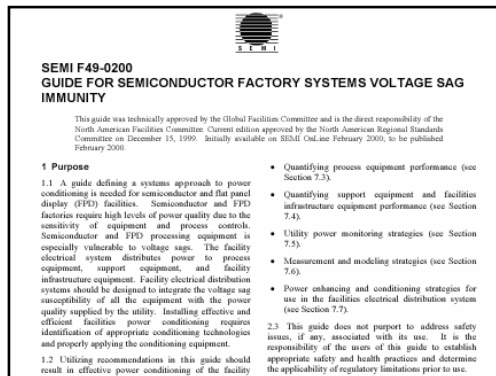 SEMI
SEMI F49-0200
GUIDE FOR SEMICONDUCTOR FACTORY SYSTEMS VOLTAGE SAG
IMMUNITY
This guide was technically approved by the Global Facilities Committee and is the direct responsibility of the
North American Facilities Committee. Current edition approved by the North American Regional Standards
Committee on December 15, 1999. Initially available on SEMI OnLine February 2000, to be published
February 2000.
1 Purpose
1.1 A guide defining a systems approach to power
conditioning is needed for semiconductor and flat panel
display (FPD) facilities. Semiconductor and FPD
factories require high levels of power quality due to the
sensitivity of equipment and process controls.
Semiconductor and FPD processing equipment is
especially vulnerable to voltage sags. The facility
electrical system distributes power to process
equipment, support equipment, and facility
infrastructure equipment. Facility electrical distribution
systems should be designed to integrate the voltage sag
susceptibility of all the equipment with the power
quality supplied by the utility. Installing effective and
efficient facilities power conditioning requires
identification of appropriate conditioning technologies
and properly applying the conditioning equipment.
1.2 Utilizing recommendations in this guide should
result in effective power conditioning of the facility
• Quantifying process equipment performance (see
Section 7.3).
• Quantifying support equipment and facilities
infrastructure equipment performance (see Section
7.4).
• Utility power monitoring strategies (see Section
7.5).
• Measurement and modeling strategies (see Section
7.6).
• Power enhancing and conditioning strategies for
use in the facilities electrical distribution system
(see Section 7.7).
2.3 This guide does not purport to address safety
issues, if any, associated with its use. It is the
responsibility of the users of this guide to establish
appropriate safety and health practices and determine
the applicability of regulatory limitations prior to use.